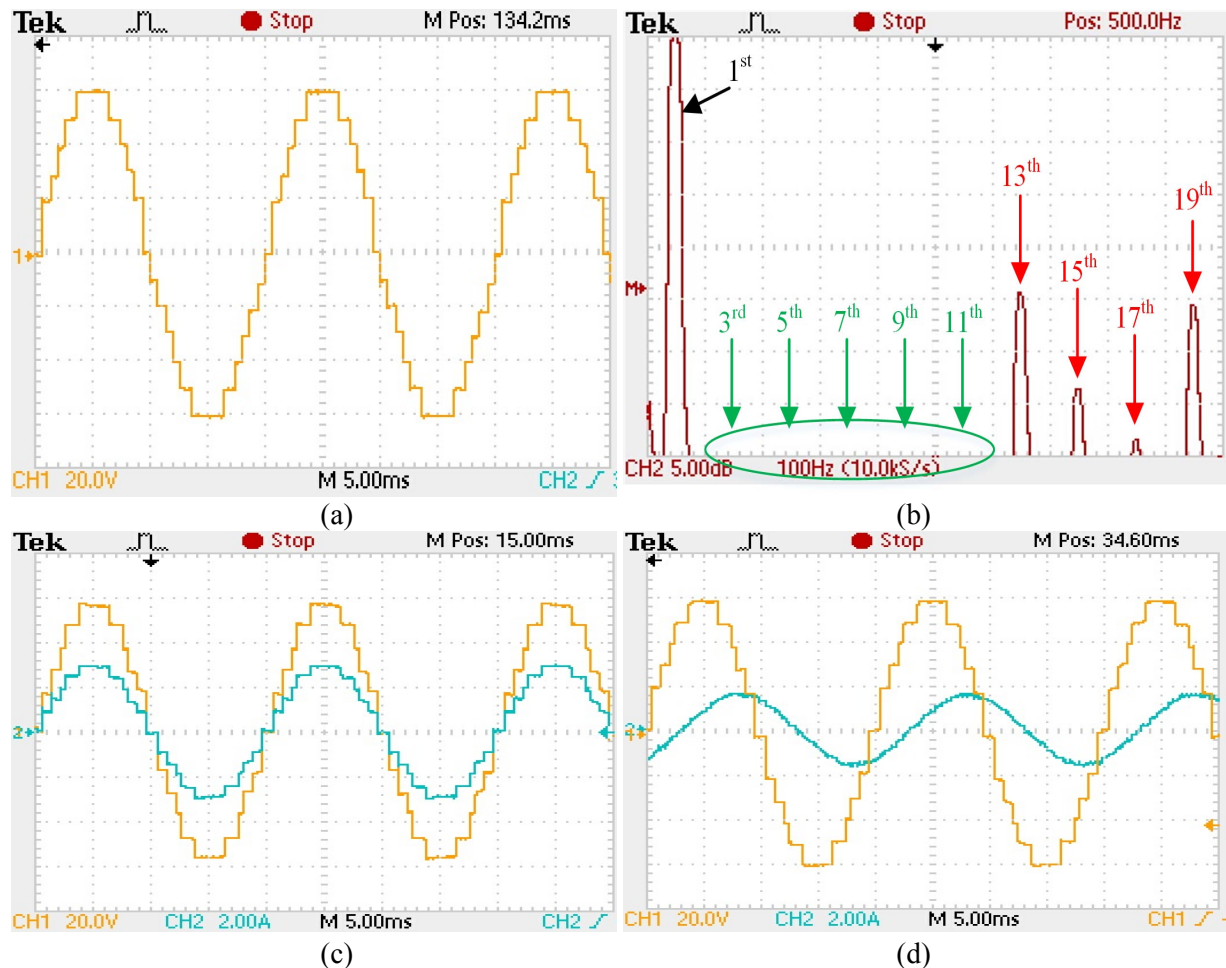 Tek Stop M Pos: 134.2ms
1
CH1 20.0V M 5.00ms CH2
(a)
Tek Stop Pos: 500.0Hz
1st
13th
19th
15th
M
3rd 5th 7th 9th 11th
17th
CH2 5.00dB 100Hz (10.0kS/s)
(b)
Tek Stop M Pos: 15.00ms
2
CH1 20.0V CH2 2.00A M 5.00ms CH2
(c)
Tek Stop M Pos: 34.60ms
CH1 20.0V CH2 2.00A M 5.00ms CH1
(d)